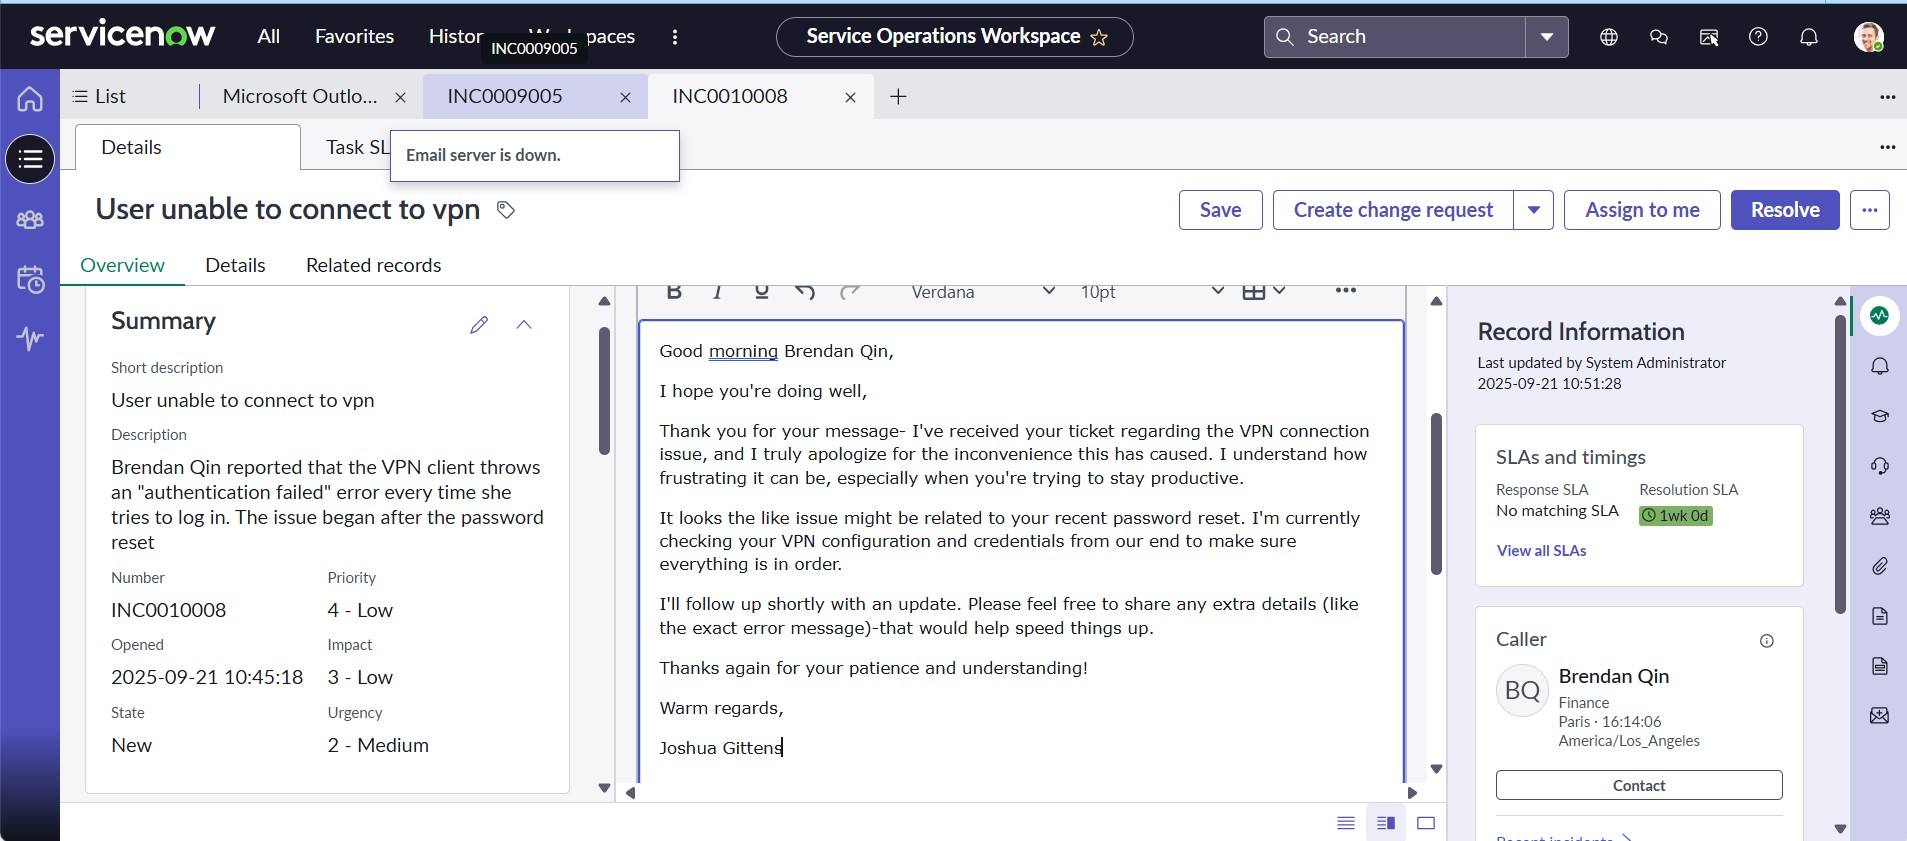 servicenow
All
Favorites
Histor
INC0009005
paces
Service Operations Workspace
Search
List
Microsoft Outlo...
INC0009005
INC0010008
Details
Task SL
Email server is down.
User unable to connect to vpn
Save
Create change request
Assign to me
Resolve
Overview
Details
Related records
Summary
Short description
User unable to connect to vpn
Description
Brendan Qin reported that the VPN client throws
an "authentication failed" error every time she
tries to log in. The issue began after the password
reset
Number
Priority
INC0010008
4 - Low
Opened
Impact
2025-09-21 10:45:18
3 - Low
State
Urgency
New
2 - Medium
B I U
Verdana
10pt
Good morning Brendan Qin,
I hope you're doing well,
Thank you for your message- I've received your ticket regarding the VPN connection
issue, and I truly apologize for the inconvenience this has caused. I understand how
frustrating it can be, especially when you're trying to stay productive.
It looks the like issue might be related to your recent password reset. I'm currently
checking your VPN configuration and credentials from our end to make sure
everything is in order.
I'll follow up shortly with an update. Please feel free to share any extra details (like
the exact error message)-that would help speed things up.
Thanks again for your patience and understanding!
Warm regards,
Joshua Gittens
Record Information
Last updated by System Administrator
2025-09-21 10:51:28
SLAs and timings
Response SLA
Resolution SLA
No matching SLA
1wk 0d
View all SLAs
Caller
BQ
Brendan Qin
Finance
Paris · 16:14:06
America/Los_Angeles
Contact
Recent incidents